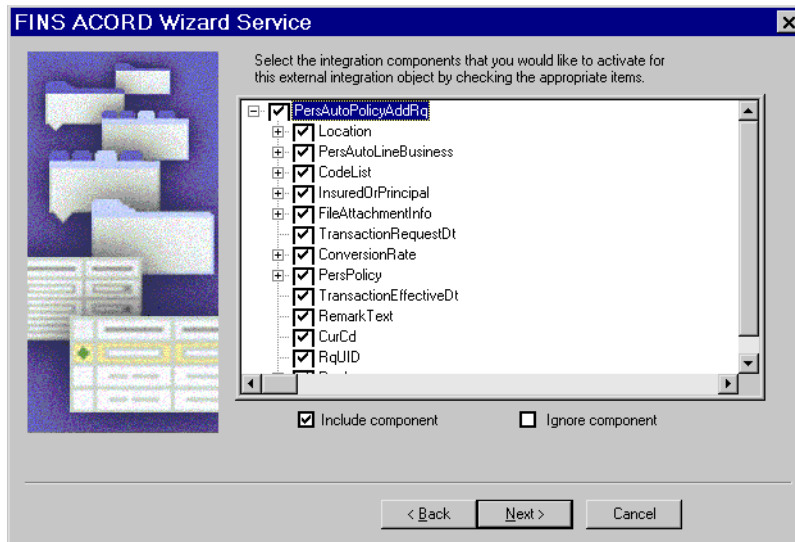 FINS ACORD Wizard Service
Select the integration components that you would like to activate for
this external integration object by checking the appropriate items.
PersAutoPolicyAddRq
Location
PersAutoLineBusiness
CodeList
InsuredOrPrincipal
FileAttachmentInfo
TransactionRequestDt
ConversionRate
PersPolicy
TransactionEffectiveDt
RemarkText
CurCd
RqUID
Include component
Ignore component
< Back
Next >
Cancel